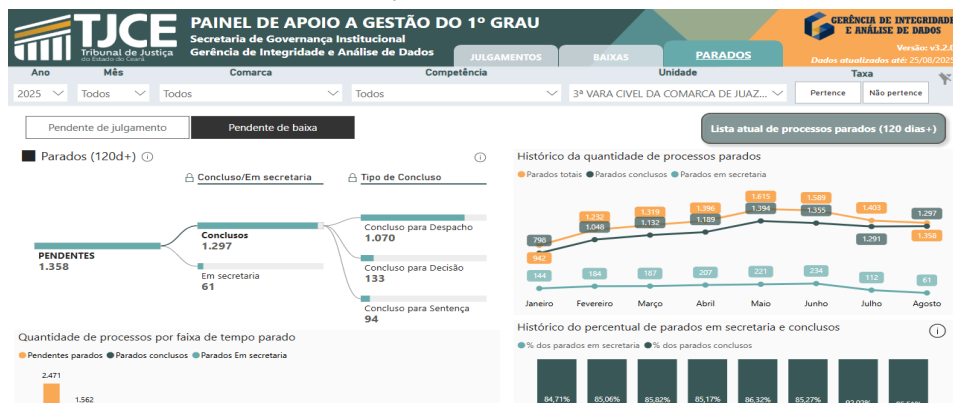 TJCE
Tribunal de Justiça
do Estado do Ceará
PAINEL DE APOIO A GESTÃO DO 1º GRAU
Secretaria de Governança Institucional
Gerência de Integridade e Análise de Dados
JULGAMENTOS
BAIXAS
PARADOS
GERÊNCIA DE INTEGRIDADE
E ANÁLISE DE DADOS
Versão: v3.2.0
Dados atualizados até: 25/08/2025
Ano
Mês
Comarca
Competência
Unidade
Taxa
2025
Todos
Todos
Todos
3ª VARA CIVEL DA COMARCA DE JUAZ...
Pertence
Não pertence
Pendente de julgamento
Pendente de baixa
Lista atual de processos parados (120 dias+)
Parados (120d+)
Concluso/Em secretaria
Tipo de Concluso
PENDENTES
1.358
Conclusos
1.297
Em secretaria
61
Concluso para Despacho
1.070
Concluso para Decisão
133
Concluso para Sentença
94
Histórico da quantidade de processos parados
Parados totais Parados conclusos Parados em secretaria
942 1.232 1.319 1.396 1.615 1.589 1.403 1.358
798 1.048 1.132 1.189 1.394 1.355 1.291 1.297
144 184 187 207 221 234 112 61
Janeiro Fevereiro Março Abril Maio Junho Julho Agosto
Quantidade de processos por faixa de tempo parado
Pendentes parados Parados conclusos Parados Em secretaria
2.471
1.562
Histórico do percentual de parados em secretaria e conclusos
% dos parados em secretaria % dos parados conclusos
84,71% 85,06% 85,82% 85,17% 86,32% 85,27%